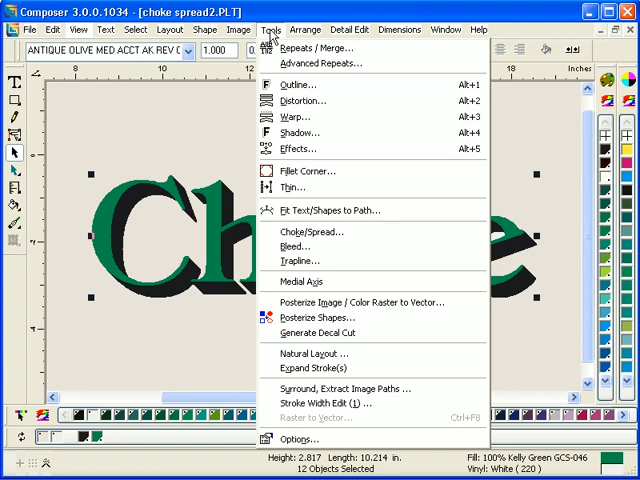 Composer 3.0.0.1034 - [choke spread2.PLT]
File Edit View Text Select Layout Shape Image Tools Arrange Detail Edit Dimensions Window Help
ANTIQUE OLIVE MED ACCT AK REV C 1.000
8 10 12 18 Inches
Repeats / Merge...
Advanced Repeats...
Outline... Alt+1
Distortion... Alt+2
Warp... Alt+3
Shadow... Alt+4
Effects... Alt+5
Fillet Corner...
Thin...
Fit Text/Shapes to Path...
Choke/Spread...
Bleed...
Trapline...
Medial Axis
Posterize Image / Color Raster to Vector...
Posterize Shapes...
Generate Decal Cut
Natural Layout ...
Expand Stroke(s)
Surround, Extract Image Paths ...
Stroke Width Edit (1) ...
Raster to Vector... Ctrl+F8
Options...
Ch e
Height: 2.817 Length: 10.214 in.
12 Objects Selected
Fill: 100% Kelly Green GCS-046
Vinyl: White ( 220 )